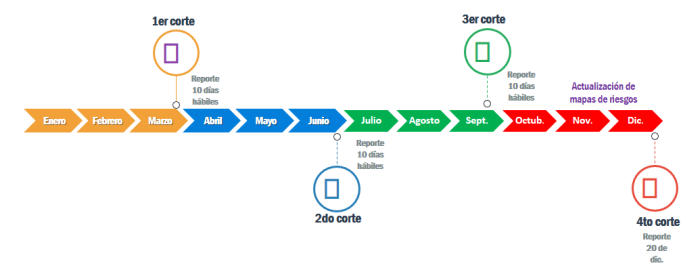 1er corte
3er corte
Reporte
10 días
hábiles
Reporte
10 días
hábiles
Actualización de
mapas de riesgos
Enero Febrero Marzo Abril Mayo Junio Julio Agosto Sept. Octub. Nov. Dic.
Reporte
10 días
hábiles
2do corte
4to corte
Reporte
20 de
dic.